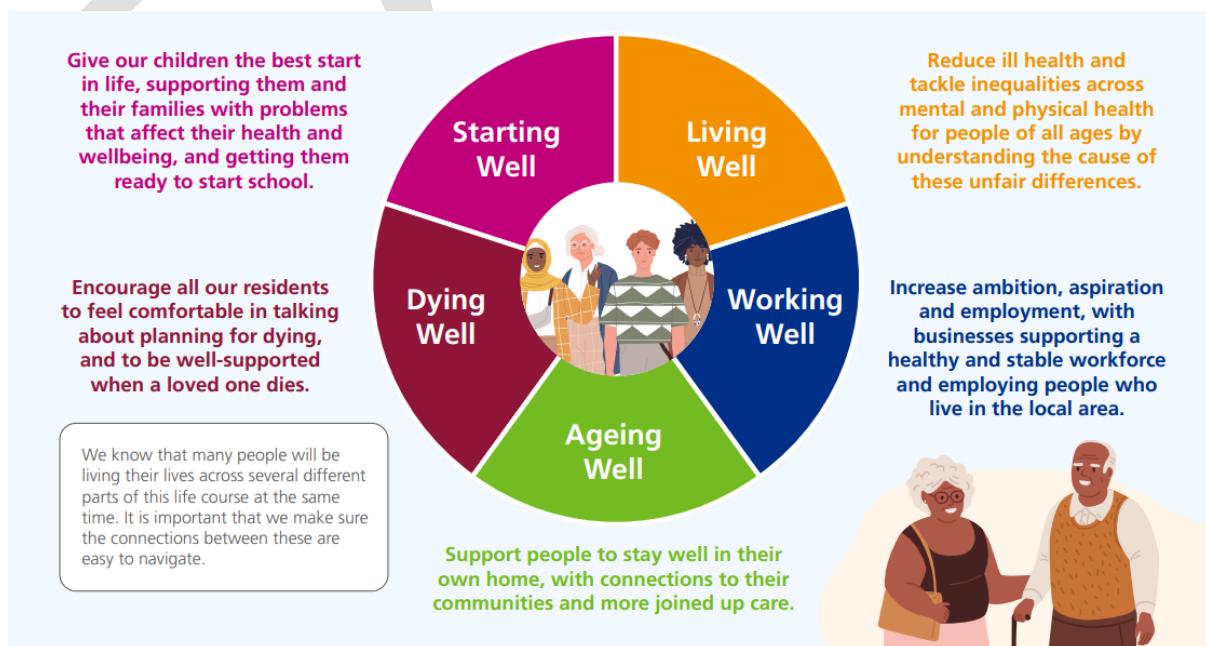 Give our children the best start
in life, supporting them and
their families with problems
that affect their health and
wellbeing, and getting them
ready to start school.
Starting
Well
Living
Well
Reduce ill health and
tackle inequalities across
mental and physical health
for people of all ages by
understanding the cause of
these unfair differences.
Encourage all our residents
to feel comfortable in talking
about planning for dying,
and to be well-supported
when a loved one dies.
Dying
Well
Working
Well
Increase ambition, aspiration
and employment, with
businesses supporting a
healthy and stable workforce
and employing people who
live in the local area.
Ageing
Well
We know that many people will be
living their lives across several different
parts of this life course at the same
time. It is important that we make sure
the connections between these are
easy to navigate.
Support people to stay well in their
own home, with connections to their
communities and more joined up care.